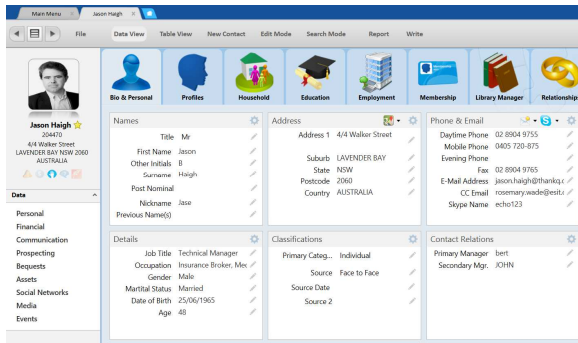 Main Menu
Jason Haigh
File
Data View
Table View
New Contact
Edit Mode
Search Mode
Report
Write
Jason Haigh
204470
4/4 Walker Street
LAVENDER BAY NSW 2060
AUSTRALIA
Data
Personal
Financial
Communication
Prospecting
Bequests
Assets
Social Networks
Media
Events
Bio & Personal
Profiles
Household
Education
Employment
Membership
Library Manager
Relationship
Names
Title Mr
First Name Jason
Other Initials B
Surname Haigh
Post Nominal
Nickname Jase
Previous Name(s)
Address
Address 1 4/4 Walker Street
Suburb LAVENDER BAY
State NSW
Postcode 2060
Country AUSTRALIA
Phone & Email
Daytime Phone 02 8904 9755
Mobile Phone 0405 720-875
Evening Phone
Fax 02 8904 9765
E-Mail Address jason.haigh@thankq.c
CC Email rosemary.wade@esit.
Skype Name echo123
Details
Job Title Technical Manager
Occupation Insurance Broker, Mec
Gender Male
Martital Status Married
Date of Birth 25/06/1965
Age 48
Classifications
Primary Categ... Individual
Source Face to Face
Source Date
Source 2
Contact Relations
Primary Manager bert
Secondary Mgr. JOHN